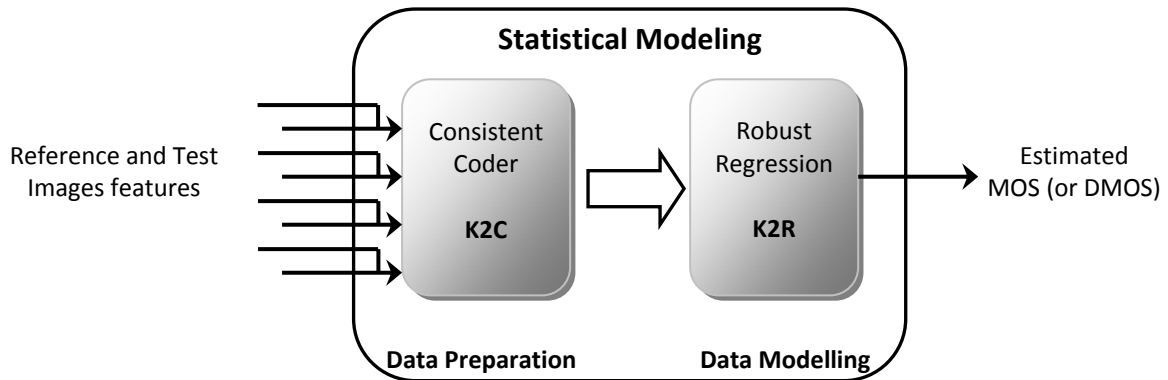 Statistical Modeling
Reference and Test
Images features
Consistent
Coder
K2C
Robust
Regression
K2R
Estimated
MOS (or DMOS)
Data Preparation
Data Modelling